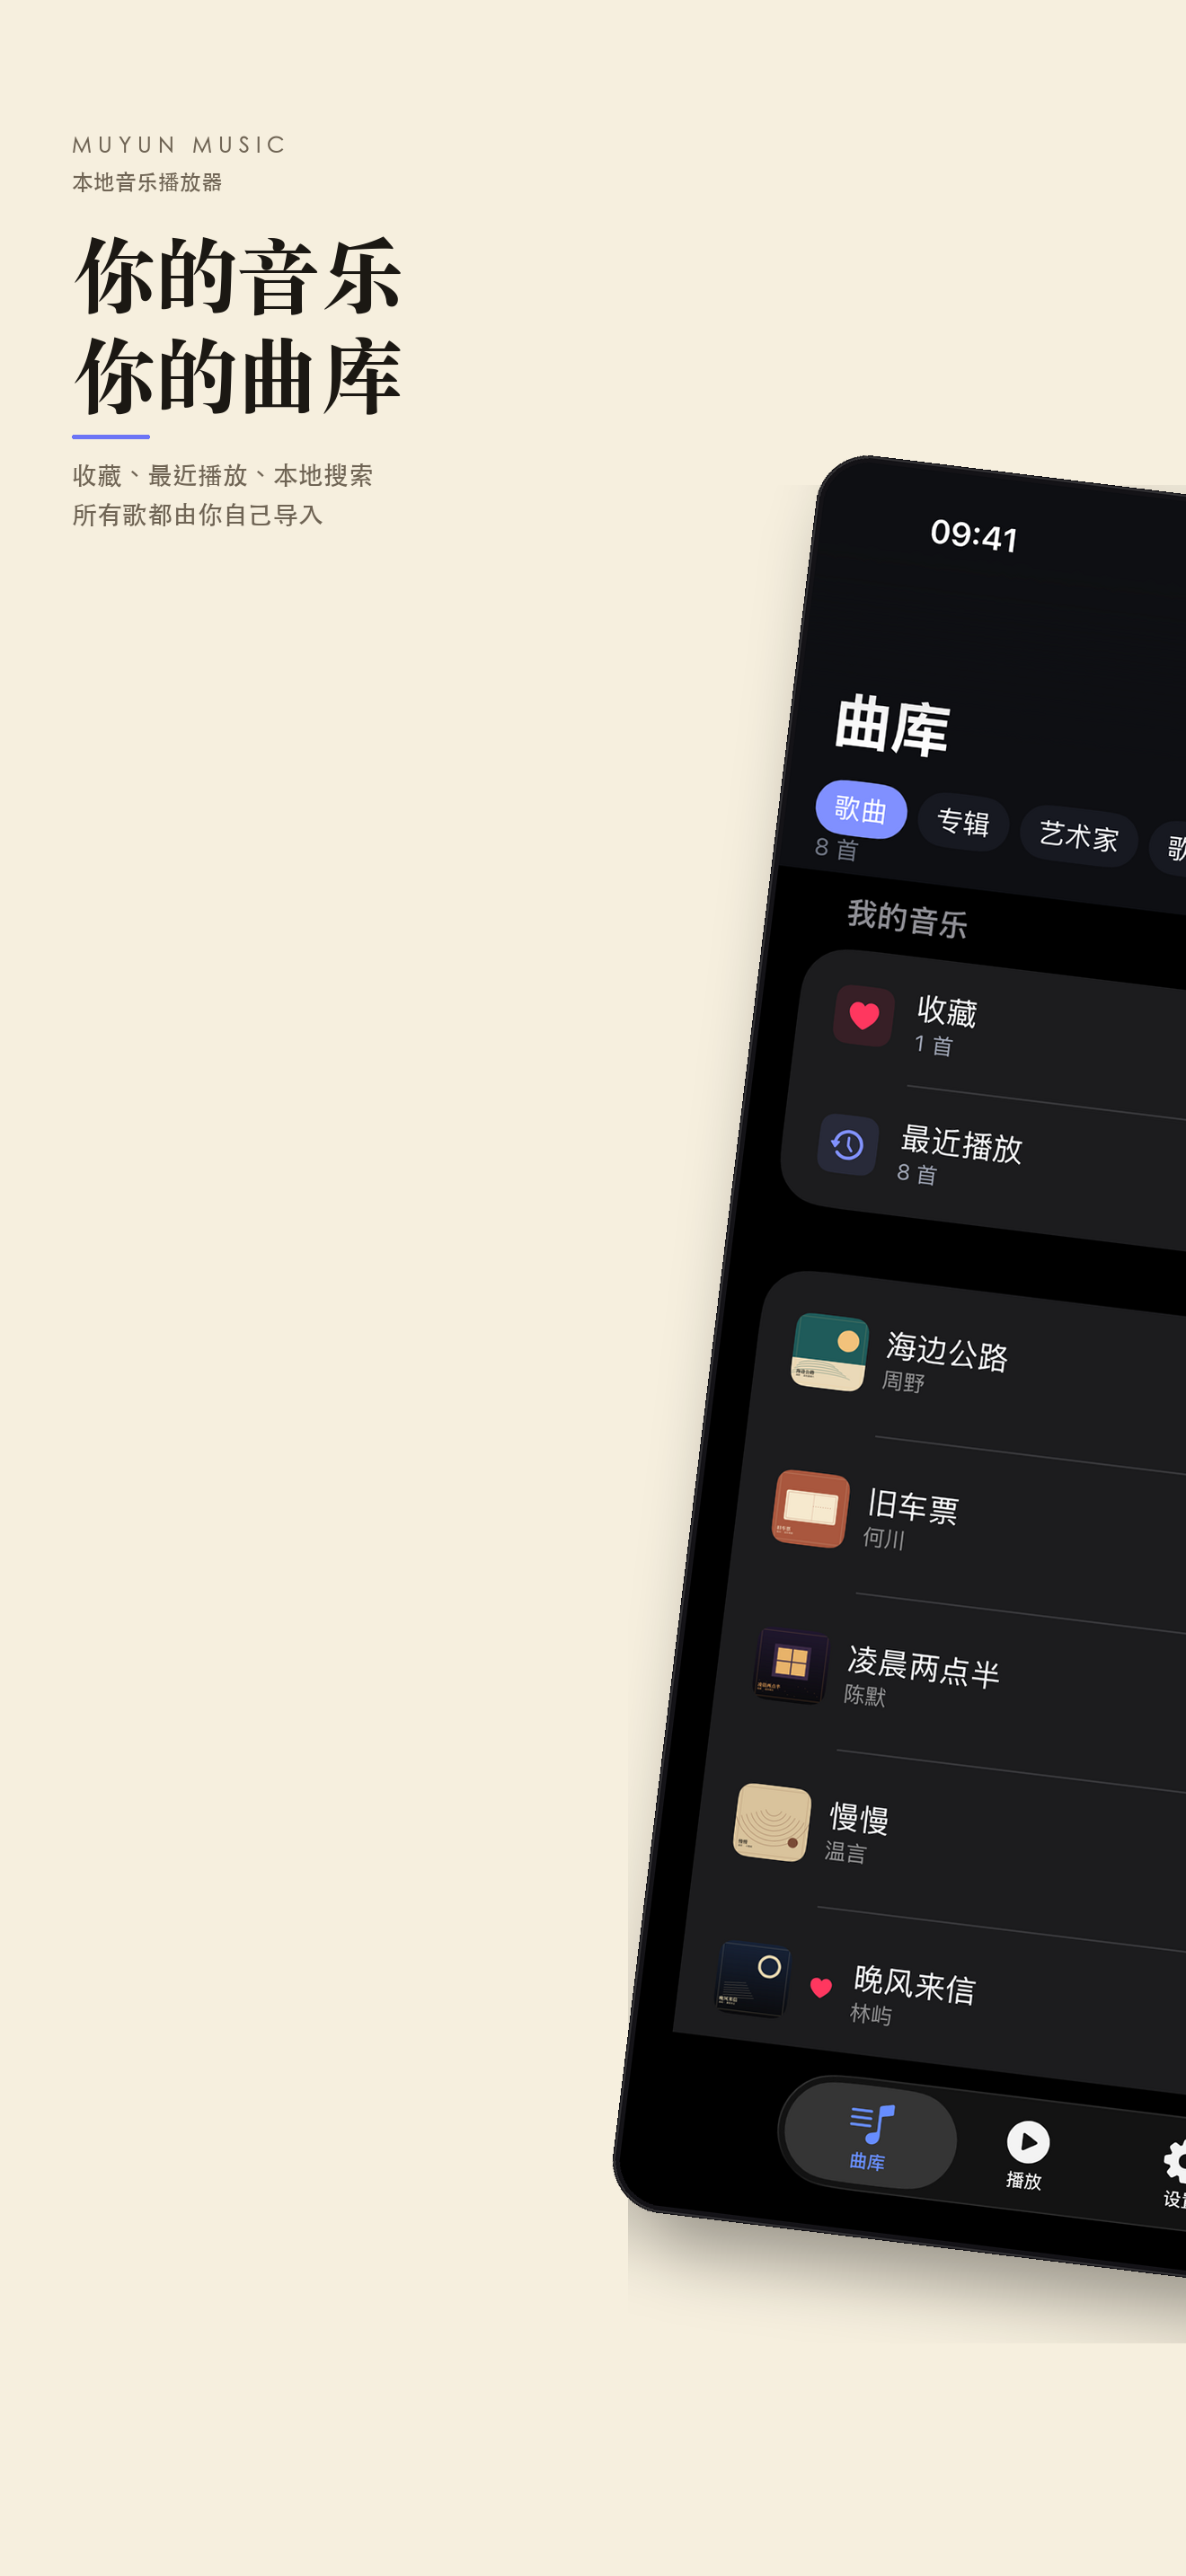 MUYUN MUSIC
本地音乐播放器
你的音乐
你的曲库
收藏、最近播放、本地搜索
所有歌都由你自己导入
09:41
曲库
歌曲 专辑 艺术家 歌
8 首
我的音乐
收藏
1 首
最近播放
8 首
海边公路
周野
旧车票
何川
凌晨两点半
陈默
慢慢
温言
晚风来信
林屿
曲库 播放 设置